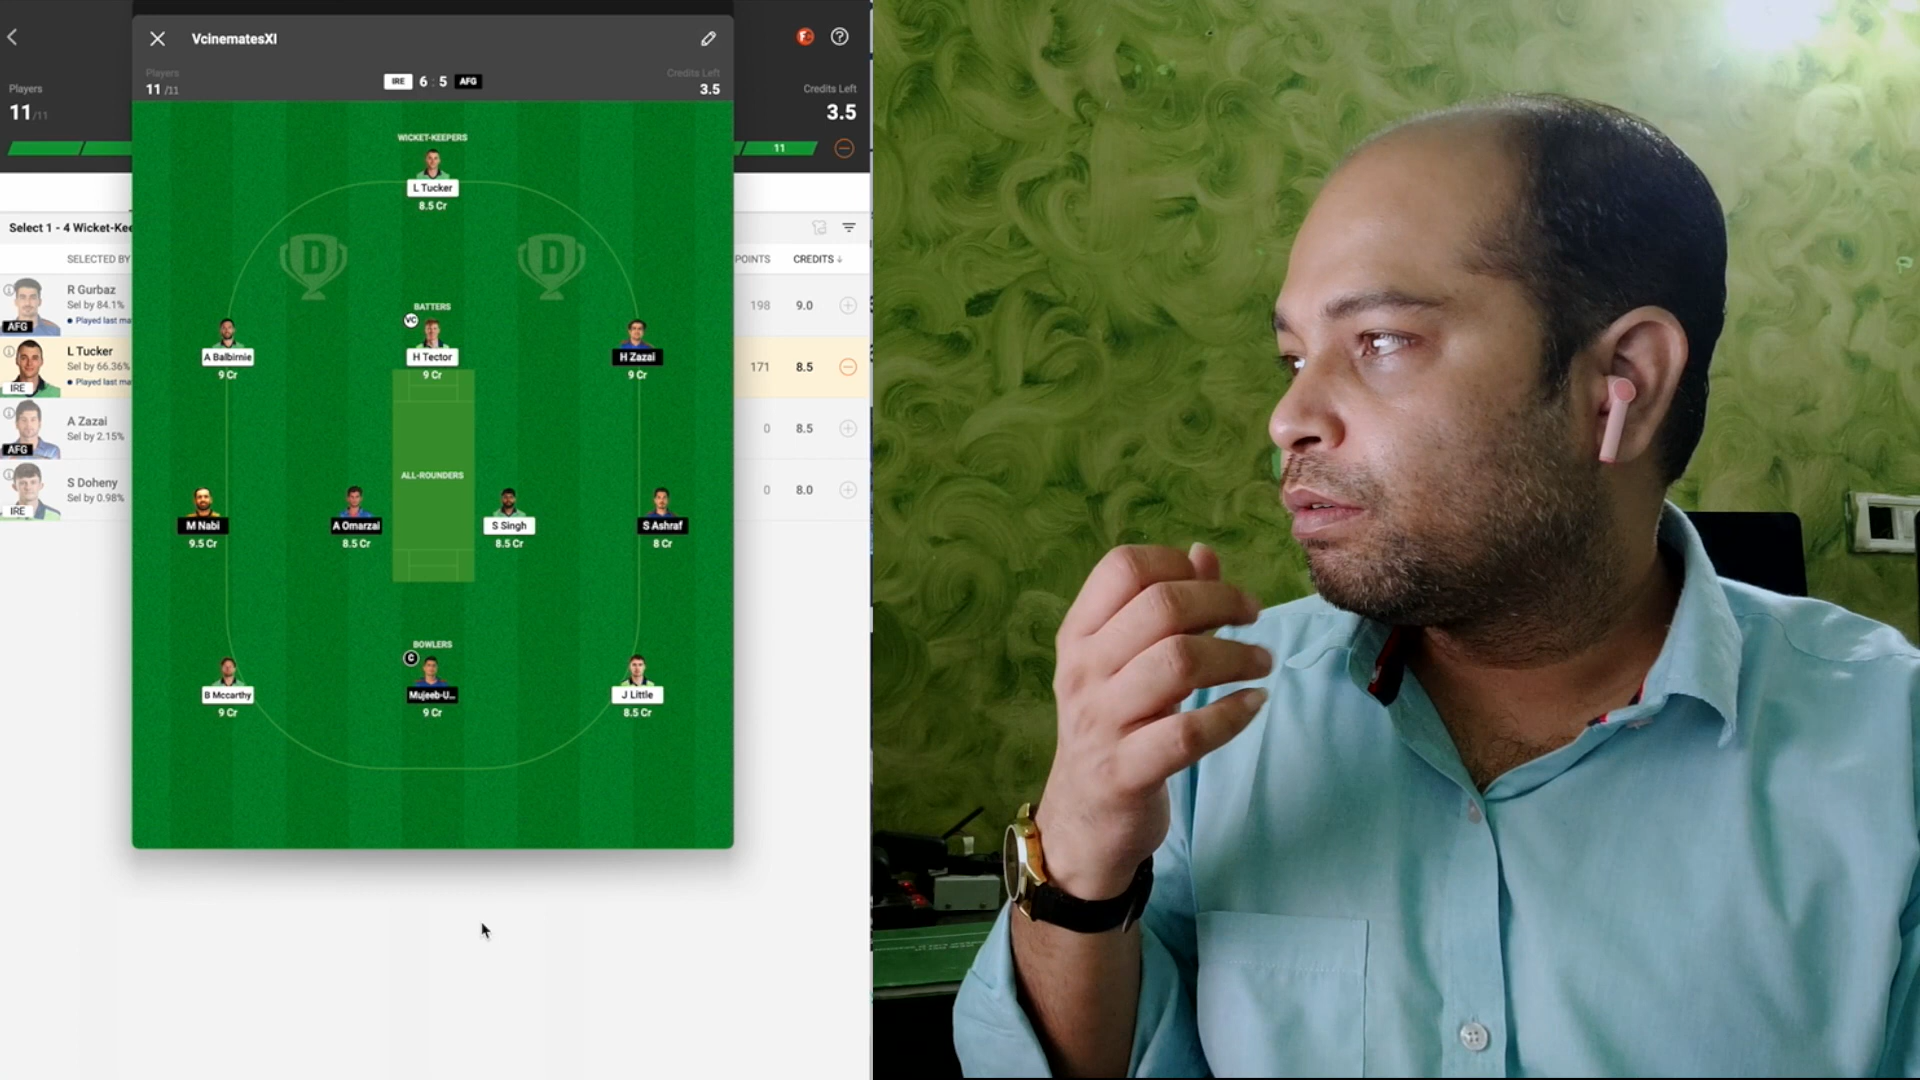 VcinematesXI
Players
11 /11
IRE 6 : 5 AFG
Credits Left
3.5
Players
11/11
Credits Left
3.5
11
WICKET-KEEPERS
L Tucker
8.5 Cr
D D
BATTERS
VC
A Balbirnie
9 Cr
H Tector
9 Cr
H Zazai
9 Cr
ALL-ROUNDERS
M Nabi
9.5 Cr
A Omarzai
8.5 Cr
S Singh
8.5 Cr
S Ashraf
8 Cr
BOWLERS
C
B Mccarthy
9 Cr
Mujeeb-U...
9 Cr
J Little
8.5 Cr
Select 1 - 4 Wicket-Kee
SELECTED BY
POINTS CREDITS ↓
R Gurbaz
Sel by 84.1%
• Played last ma
AFG
198 9.0
L Tucker
Sel by 66.36%
• Played last ma
IRE
171 8.5
A Zazai
Sel by 2.15%
AFG
0 8.5
S Doheny
Sel by 0.98%
IRE
0 8.0